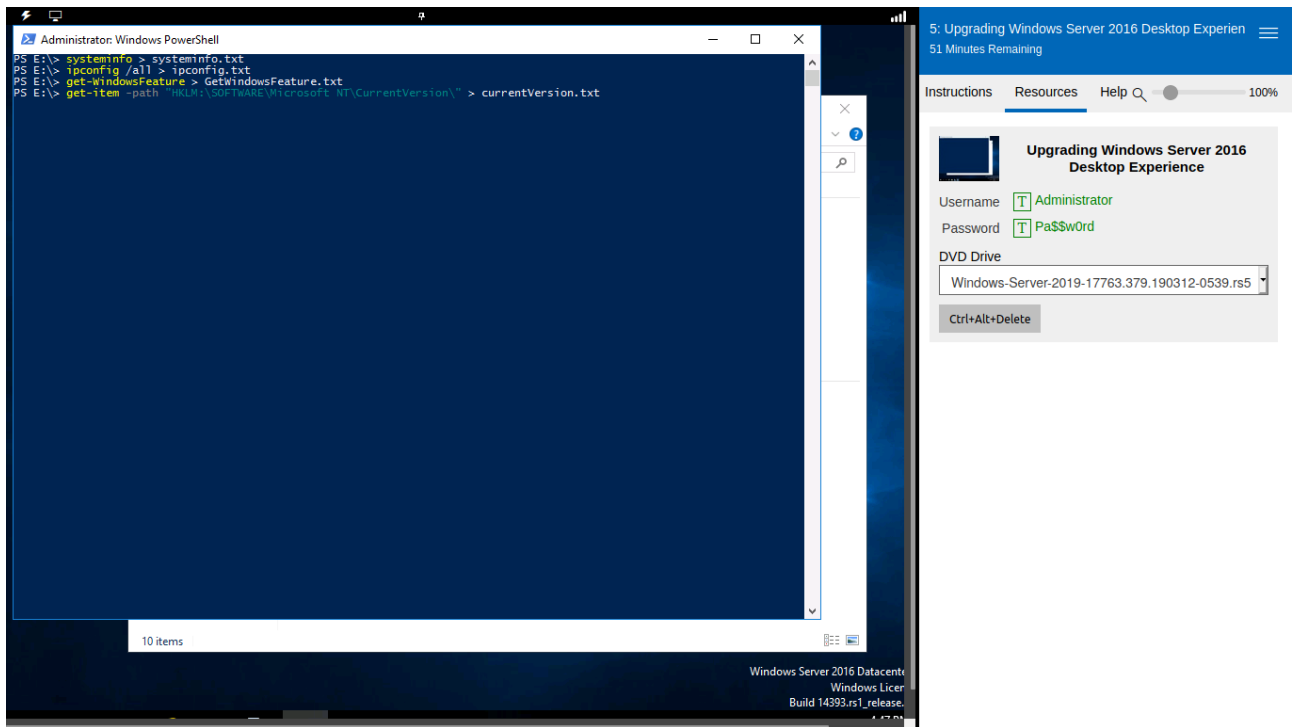 Administrator: Windows PowerShell
PS E:\> systeminfo > systeminfo.txt
PS E:\> ipconfig /all > ipconfig.txt
PS E:\> get-WindowsFeature > GetWindowsFeature.txt
PS E:\> get-item -path "HKLM:\SOFTWARE\Microsoft NT\CurrentVersion\" > currentVersion.txt
10 items
Windows Server 2016 Datacente
Windows Licen
Build 14393.rs1_release.
4:47 PM
5: Upgrading Windows Server 2016 Desktop Experien
51 Minutes Remaining
Instructions Resources Help 100%
Upgrading Windows Server 2016
Desktop Experience
Username T Administrator
Password T Pa$$w0rd
DVD Drive
Windows-Server-2019-17763.379.190312-0539.rs5
Ctrl+Alt+Delete